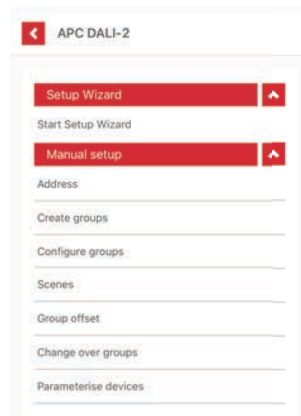 APC DALI-2
Setup Wizard
Start Setup Wizard
Manual setup
Address
Create groups
Configure groups
Scenes
Group offset
Change over groups
Parameterise devices